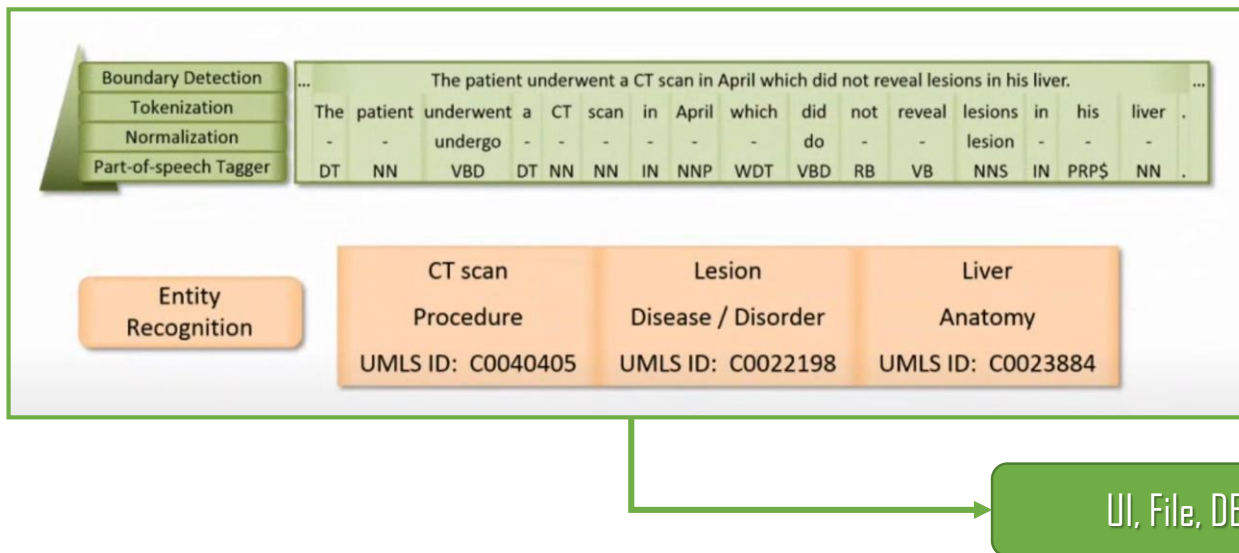 Boundary Detection ... The patient underwent a CT scan in April which did not reveal lesions in his liver. ...
Tokenization The patient underwent a CT scan in April which did not reveal lesions in his liver .
Normalization - - undergo - - - - - - do - - lesion - - -
Part-of-speech Tagger DT NN VBD DT NN NN IN NNP WDT VBD RB VB NNS IN PRP$ NN .
Entity
Recognition
CT scan Lesion Liver
Procedure Disease / Disorder Anatomy
UMLS ID: C0040405 UMLS ID: C0022198 UMLS ID: C0023884
UI, File, DB